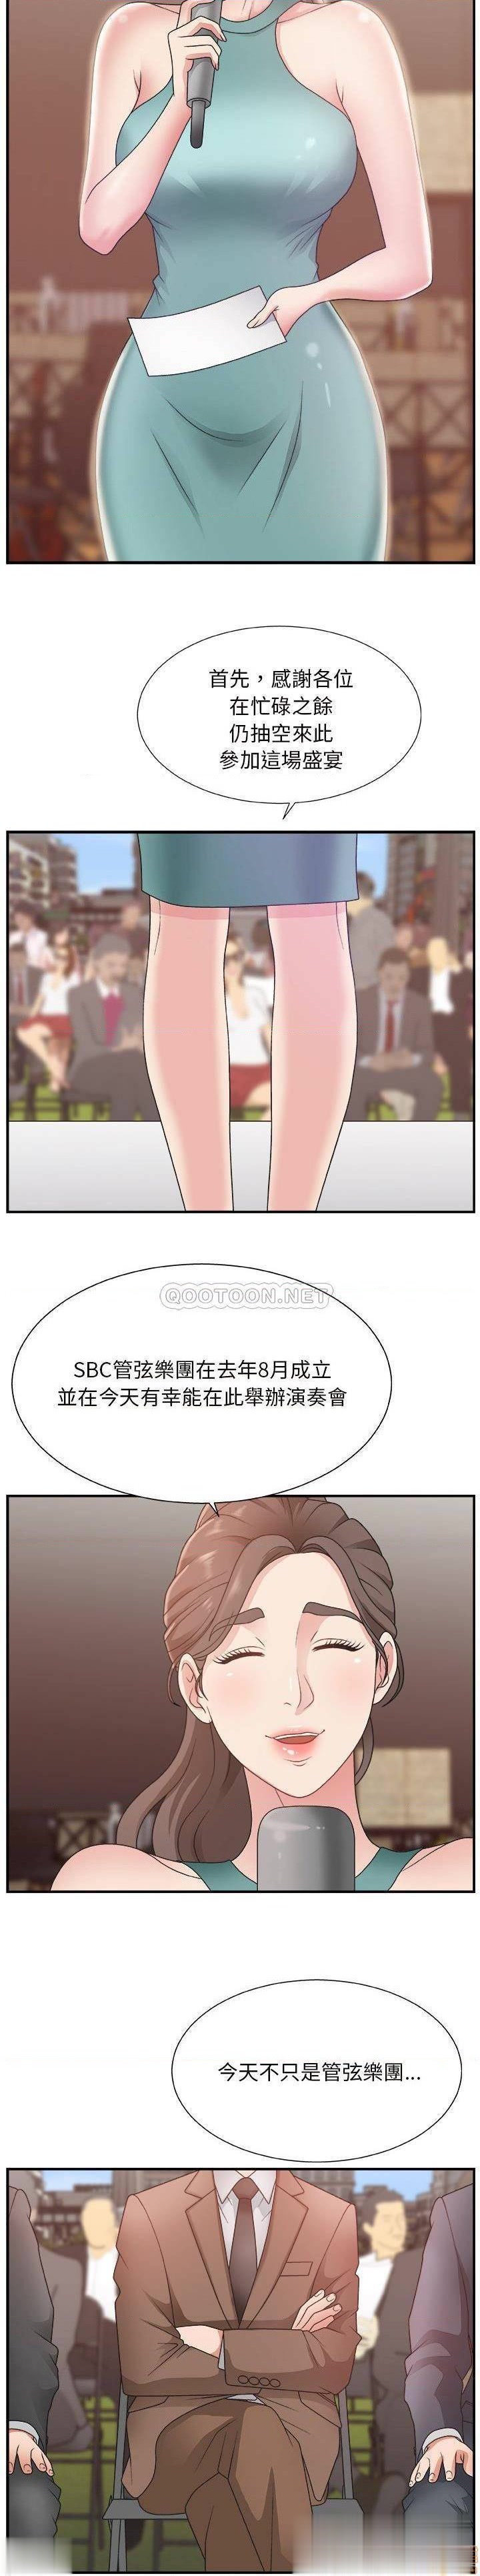 首先，感謝各位
在忙碌之餘
仍抽空來此
參加這場盛宴
QOOTOON.NET
SBC管弦樂團在去年8月成立
並在今天有幸能在此舉辦演奏會
今天不只是管弦樂團...